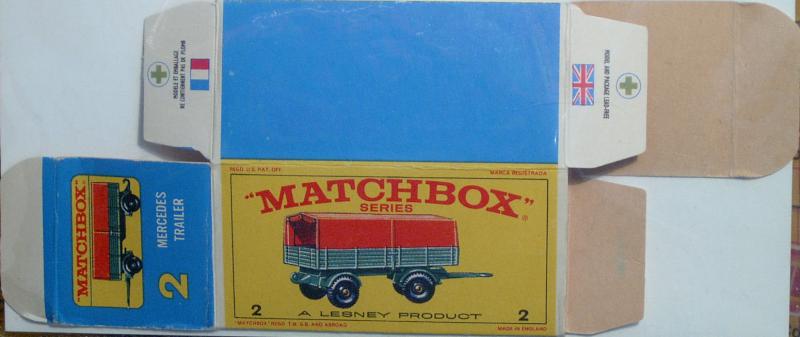 MODELE ET EMBALLAGE
NE CONTIENNENT PAS DE PLOMB
MODEL AND PACKAGE LEAD-FREE
"MATCHBOX"
2
MERCEDES
TRAILER
REGD. U.S. PAT. OFF.
MARCA REGISTRADA
"MATCHBOX"
SERIES
®
2
A LESNEY PRODUCT
2
"MATCHBOX" REGD. T.M. G.B. AND ABROAD
MADE IN ENGLAND